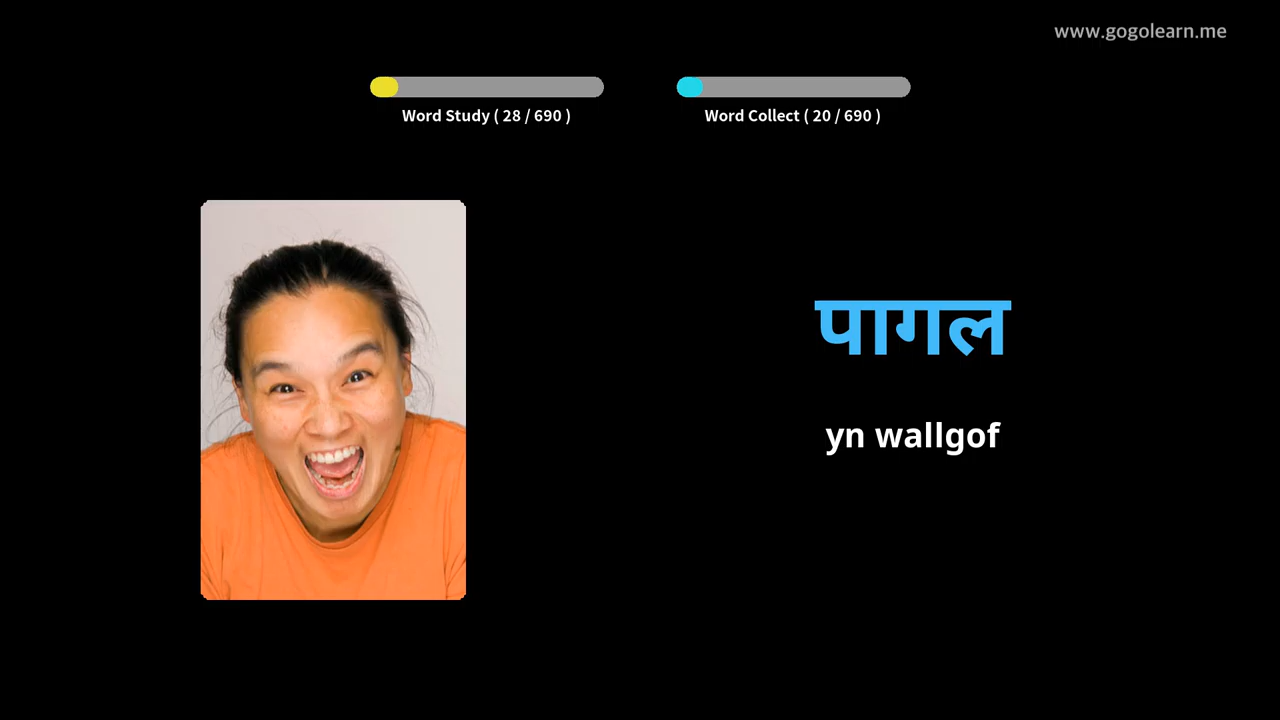 www.gogolearn.me
Word Study ( 28 / 690 )
Word Collect ( 20 / 690 )
पागल
yn wallgof